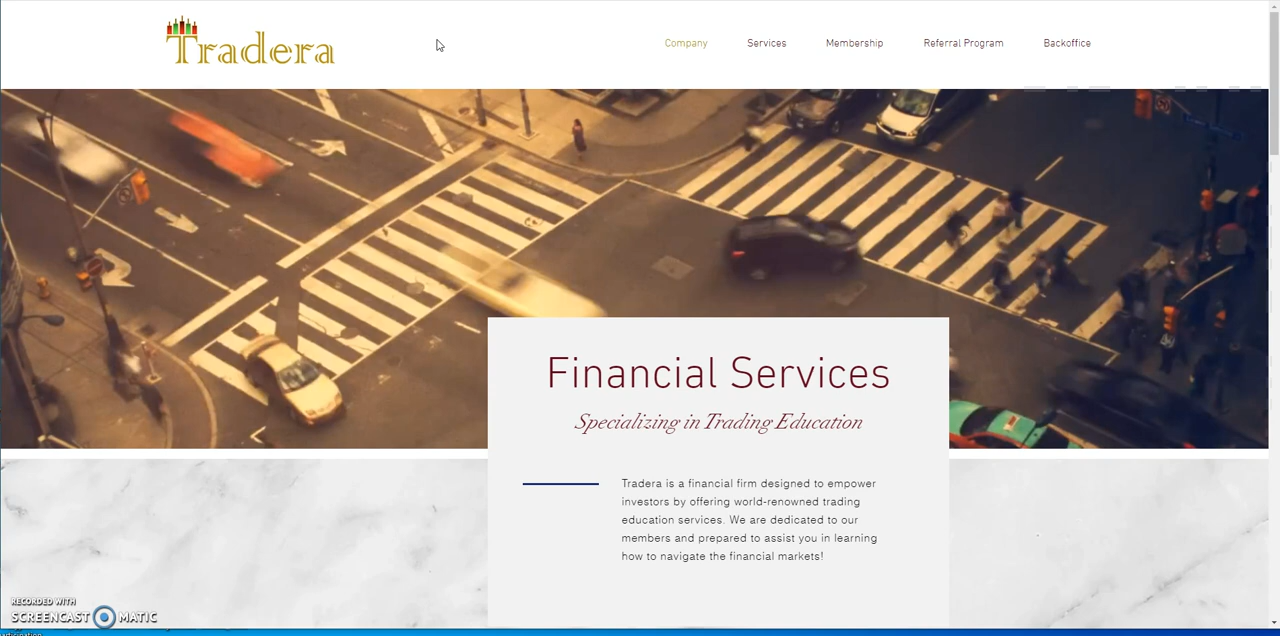 Tradera
Company Services Membership Referral Program Backoffice
Financial Services
Specializing in Trading Education
Tradera is a financial firm designed to empower
investors by offering world-renowned trading
education services. We are dedicated to our
members and prepared to assist you in learning
how to navigate the financial markets!
RECORDED WITH
SCREENCAST MATIC